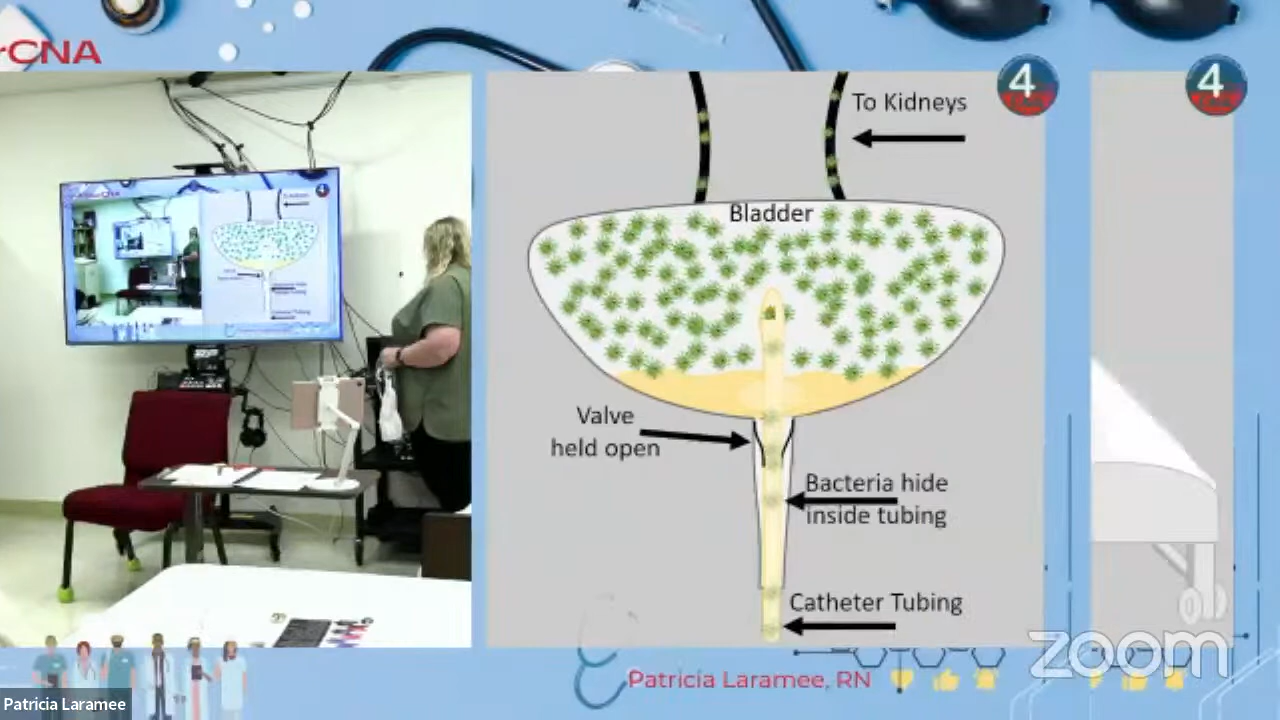 rCNA
4
4
To Kidneys
Bladder
Valve
held open
Bacteria hide
inside tubing
Catheter Tubing
zoom
Patricia Laramee, RN
Patricia Laramee